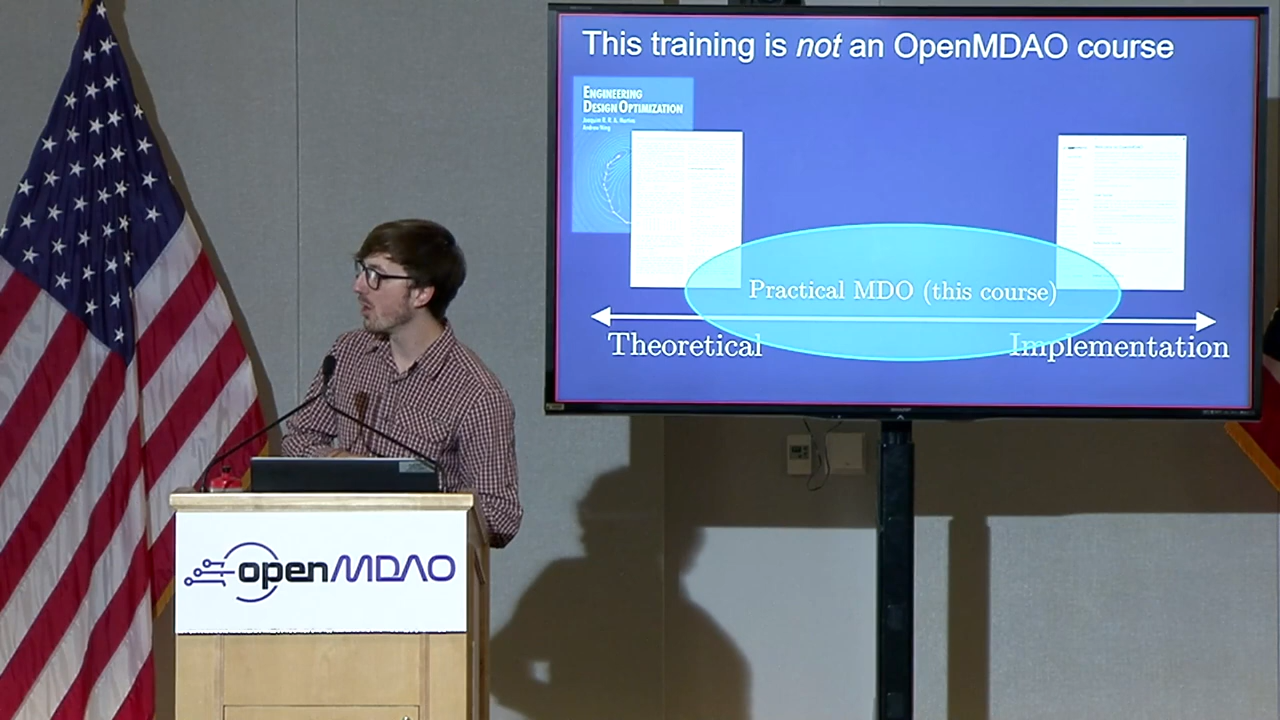 This training is not an OpenMDAO course
ENGINEERING
DESIGN OPTIMIZATION
Joaquim R. R. A. Martins
Andrew Ning
Practical MDO (this course)
Theoretical
Implementation
openMDAO